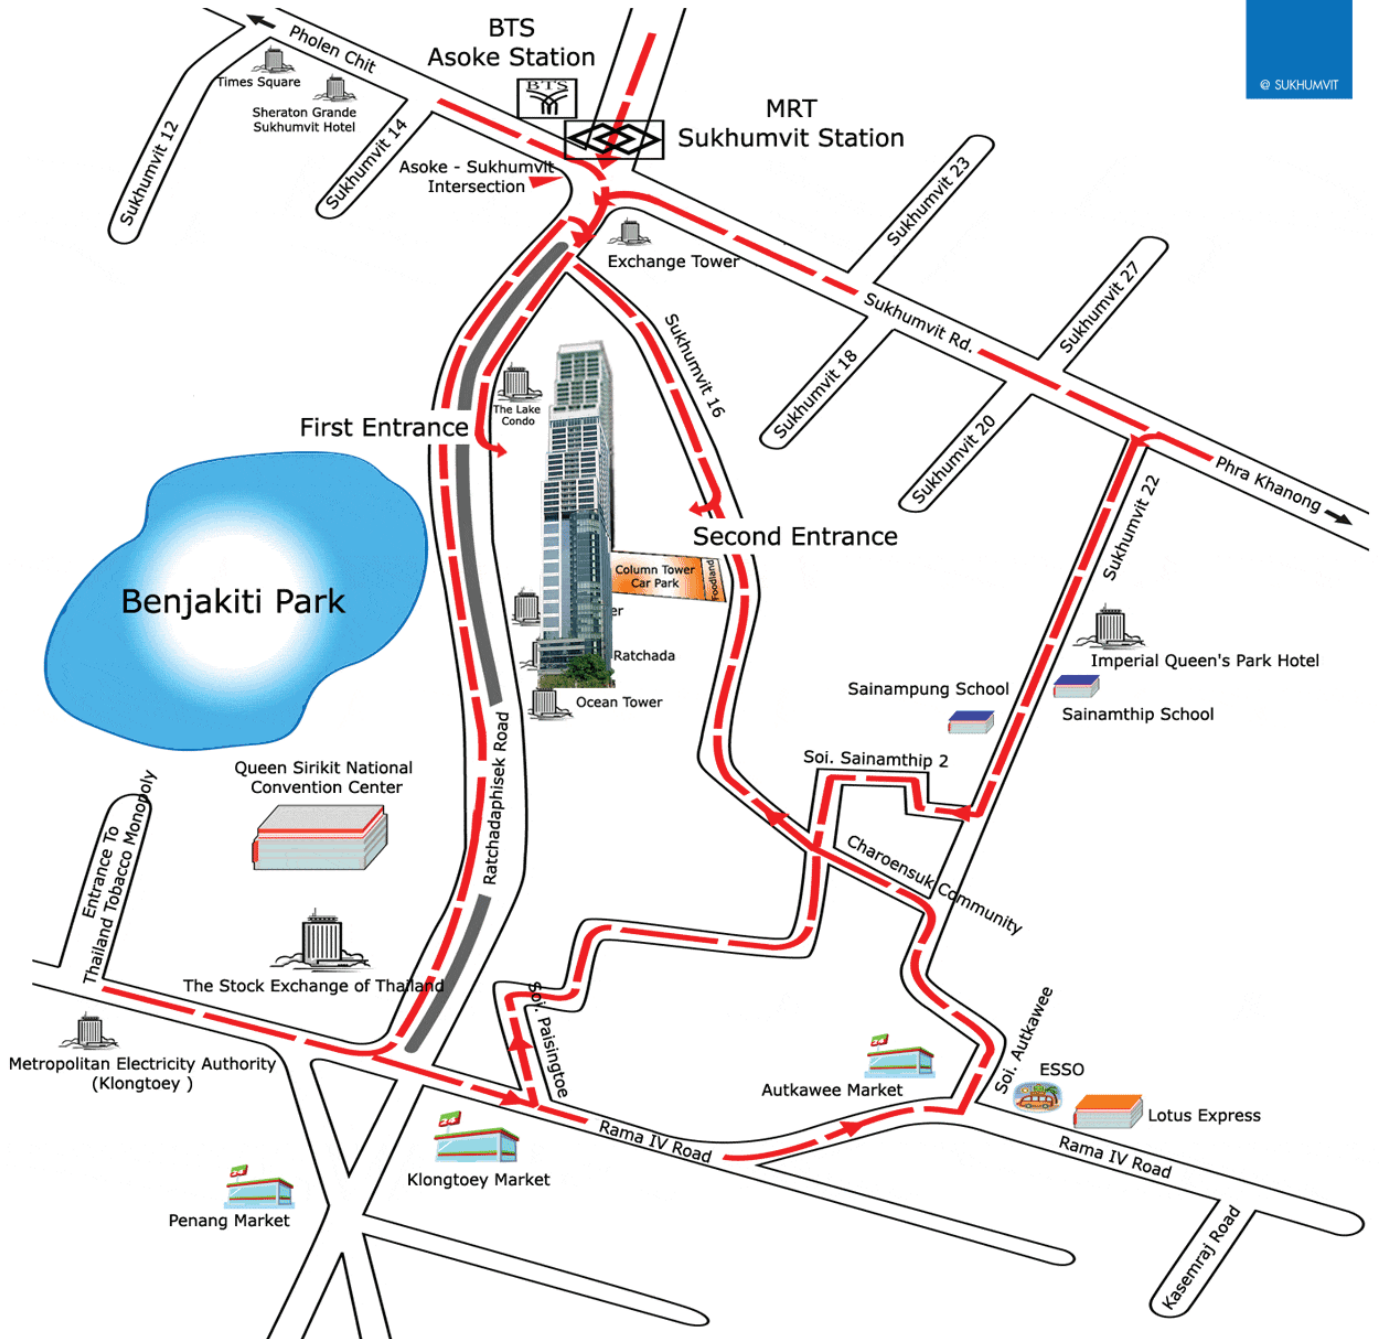 Pholen Chit
BTS
Asoke Station
@ SUKHUMVIT
Times Square
BTS
Sheraton Grande
Sukhumvit Hotel
MRT
Sukhumvit Station
Sukhumvit 12
Sukhumvit 14
Asoke - Sukhumvit
Intersection
Sukhumvit 23
Exchange Tower
Sukhumvit 27
Sukhumvit Rd.
Sukhumvit 16
Sukhumvit 18
Sukhumvit 20
The Lake
Condo
First Entrance
Phra Khanong
Sukhumvit 22
Second Entrance
Column Tower
Car Park
Foodland
Benjakiti Park
er
Ratchada
Imperial Queen's Park Hotel
Sainampung School
Ocean Tower
Sainamthip School
Ratchadaphisek Road
Soi. Sainamthip 2
Queen Sirikit National
Convention Center
Entrance To
Thailand Tobacco Monopoly
Charoensuk Community
The Stock Exchange of Thailand
Soi. Paisingtoe
Soi. Autkawee
Metropolitan Electricity Authority
(Klongtoey )
ESSO
Autkawee Market
Lotus Express
Rama IV Road
Rama IV Road
Klongtoey Market
Penang Market
Kasemraj Road